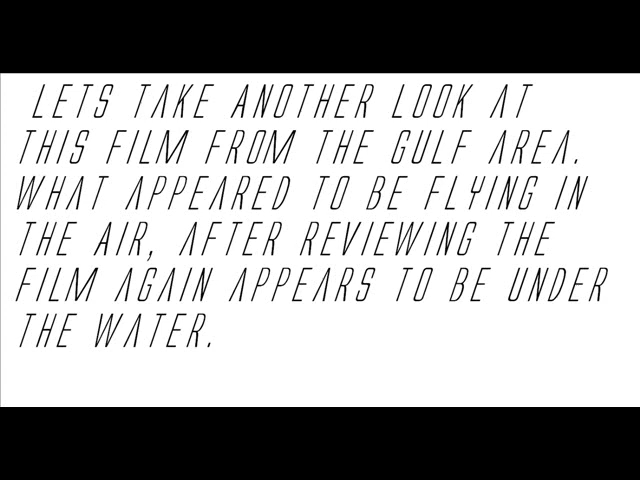 LETS TAKE ANOTHER LOOK AT
THIS FILM FROM THE GULF AREA.
WHAT APPEARED TO BE FLYING IN
THE AIR, AFTER REVIEWING THE
FILM AGAIN APPEARS TO BE UNDER
THE WATER.